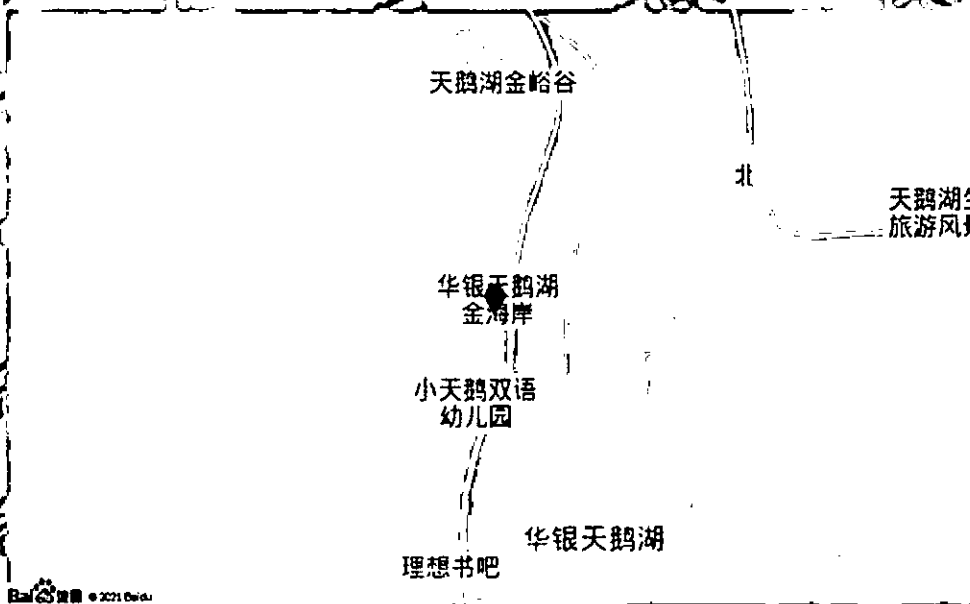 天鹅湖金峪谷
北
天鹅湖生
旅游风
华银天鹅湖
金海岸
小天鹅双语
幼儿园
华银天鹅湖
理想书吧
© 2021 Baidu